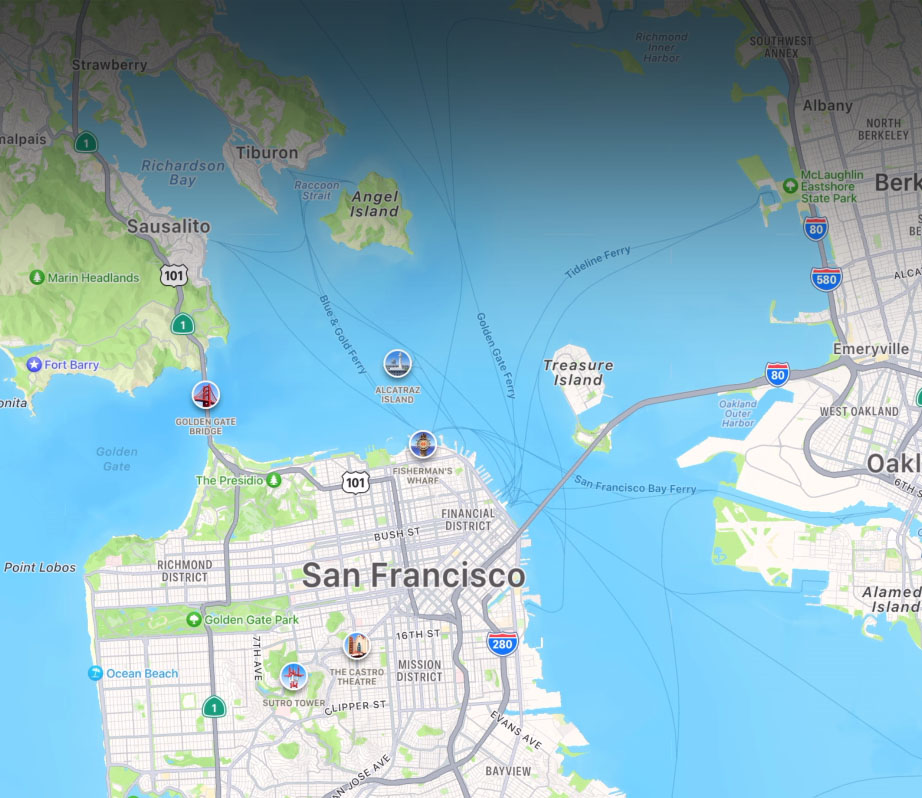 Richmond
Inner
Harbor
SOUTHWEST
ANNEX
Strawberry
Albany
NORTH
BERKELEY
malpais
1
Tiburon
Richardson
Bay
Raccoon
Strait
Angel
Island
McLaughlin
Eastshore
State Park
Berk
Sausalito
80
S
BE
101
Marin Headlands
Tideline Ferry
580
ALCA
1
Blue & Gold Ferry
Golden Gate Ferry
Emeryville
Fort Barry
ALCATRAZ
ISLAND
Treasure
Island
80
onita
GOLDEN GATE
BRIDGE
Oakland
Outer
Harbor
WEST OAKLAND
Golden
Gate
FISHERMAN'S
WHARF
Oakl
The Presidio
101
San Francisco Bay Ferry
6TH S
FINANCIAL
DISTRICT
BUSH ST
Point Lobos
RICHMOND
DISTRICT
San Francisco
Alamed
Island
Golden Gate Park
7TH AVE
16TH ST
280
Ocean Beach
THE CASTRO
THEATRE
MISSION
DISTRICT
SUTRO TOWER
CLIPPER ST
1
EVANS AVE
AN JOSE AVE
BAYVIEW